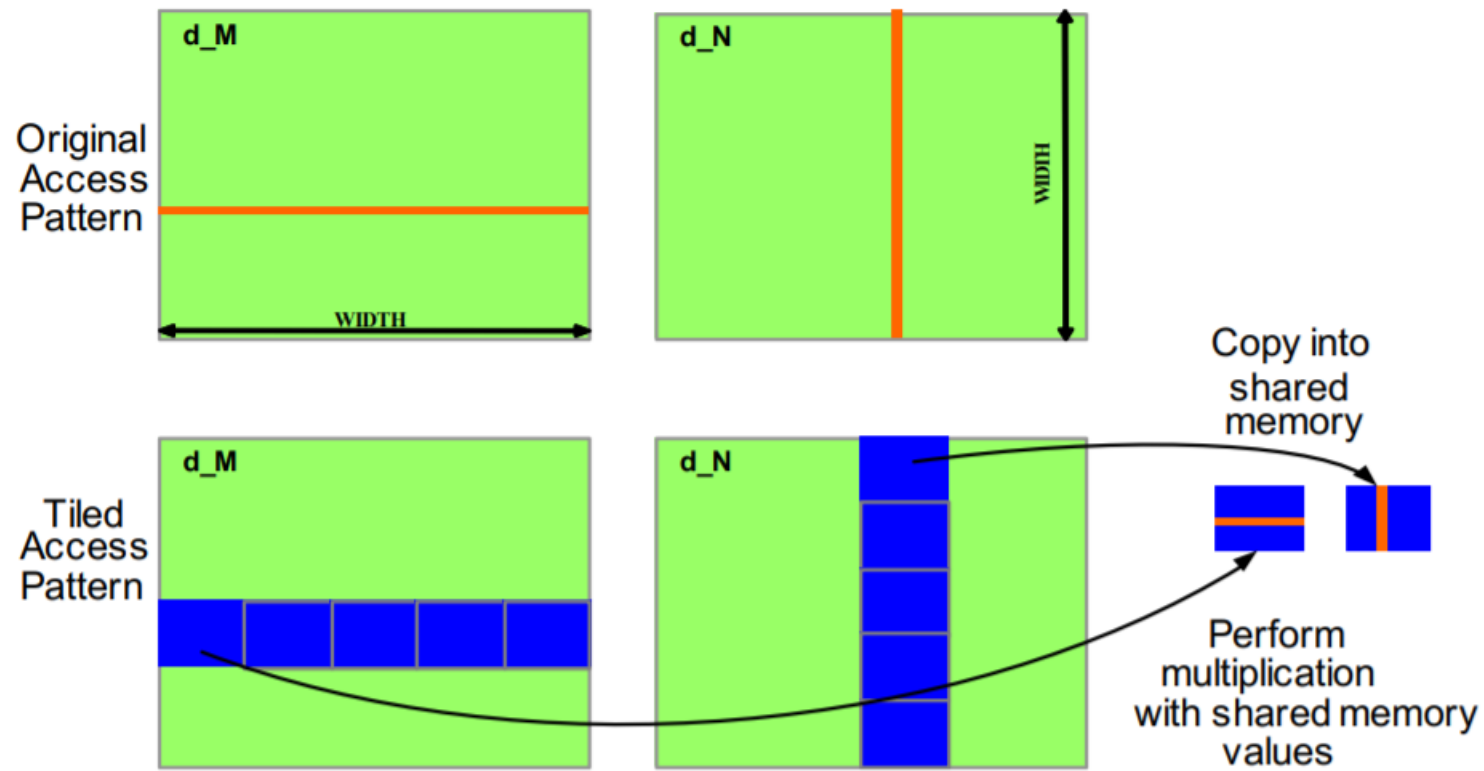 d_M
d_N
Original
Access
Pattern
WIDTH
WIDTH
Copy into
shared
memory
d_M
d_N
Tiled
Access
Pattern
Perform
multiplication
with shared memory
values